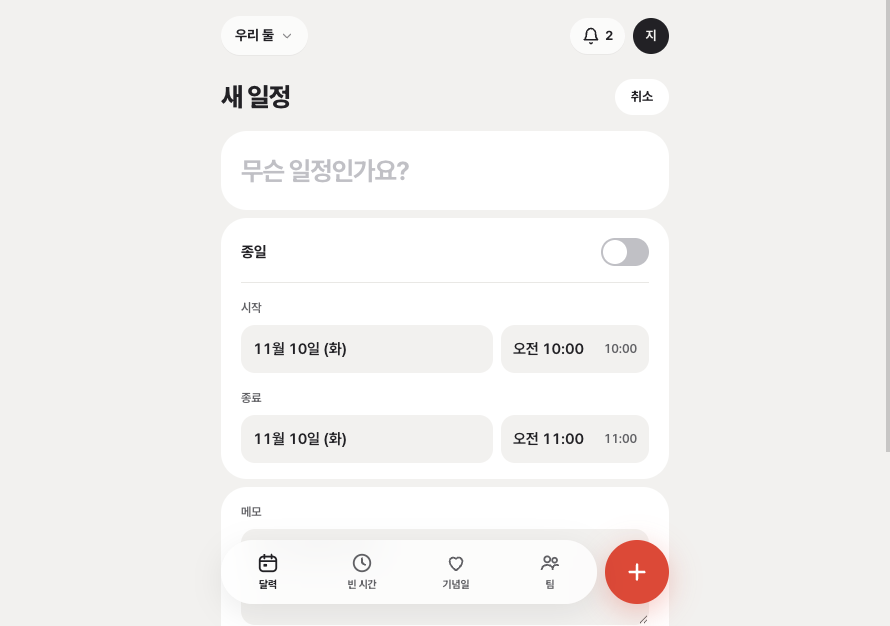 우리 둘
2
지
새 일정
취소
무슨 일정인가요?
종일
시작
11월 10일 (화)
오전 10:00
10:00
종료
11월 10일 (화)
오전 11:00
11:00
메모
달력
빈 시간
기념일
팀